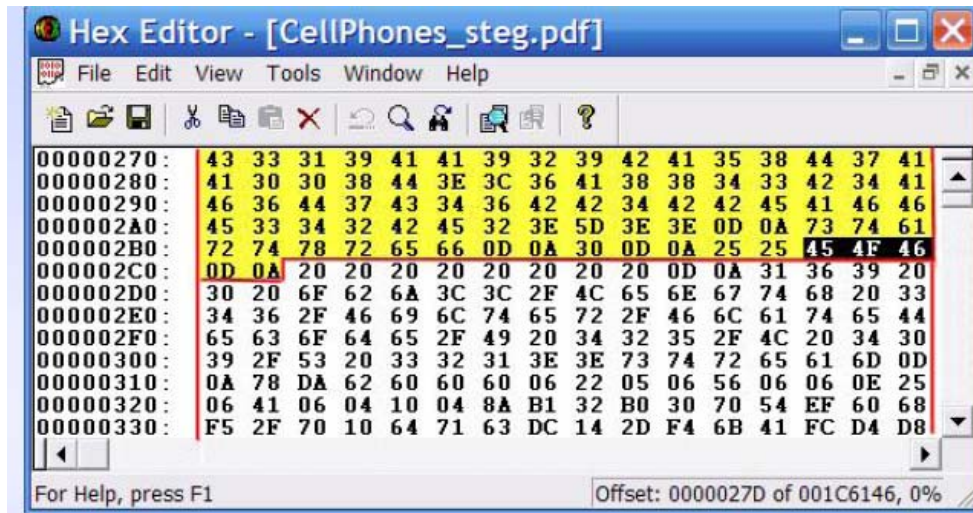 Hex Editor - [CellPhones_steg.pdf]
File Edit View Tools Window Help
00000270: 43 33 31 39 41 41 39 32 39 42 41 35 38 44 37 41
00000280: 41 30 30 38 44 3E 3C 36 41 38 38 34 33 42 34 41
00000290: 46 36 44 37 43 34 36 42 42 34 42 42 45 41 46 46
000002A0: 45 33 34 32 42 45 32 3E 5D 3E 3E 0D 0A 73 74 61
000002B0: 72 74 78 72 65 66 0D 0A 30 0D 0A 25 25 45 4F 46
000002C0: 0D 0A 20 20 20 20 20 20 20 20 0D 0A 31 36 39 20
000002D0: 30 20 6F 62 6A 3C 3C 2F 4C 65 6E 67 74 68 20 33
000002E0: 34 36 2F 46 69 6C 74 65 72 2F 46 6C 61 74 65 44
000002F0: 65 63 6F 64 65 2F 49 20 34 32 35 2F 4C 20 34 30
00000300: 39 2F 53 20 33 32 31 3E 3E 73 74 72 65 61 6D 0D
00000310: 0A 78 DA 62 60 60 60 06 22 05 06 56 06 06 0E 25
00000320: 06 41 06 04 10 04 8A B1 32 B0 30 70 54 EF 60 68
00000330: F5 2F 70 10 64 71 63 DC 14 2D F4 6B 41 FC D4 D8
For Help, press F1 Offset: 0000027D of 001C6146, 0%